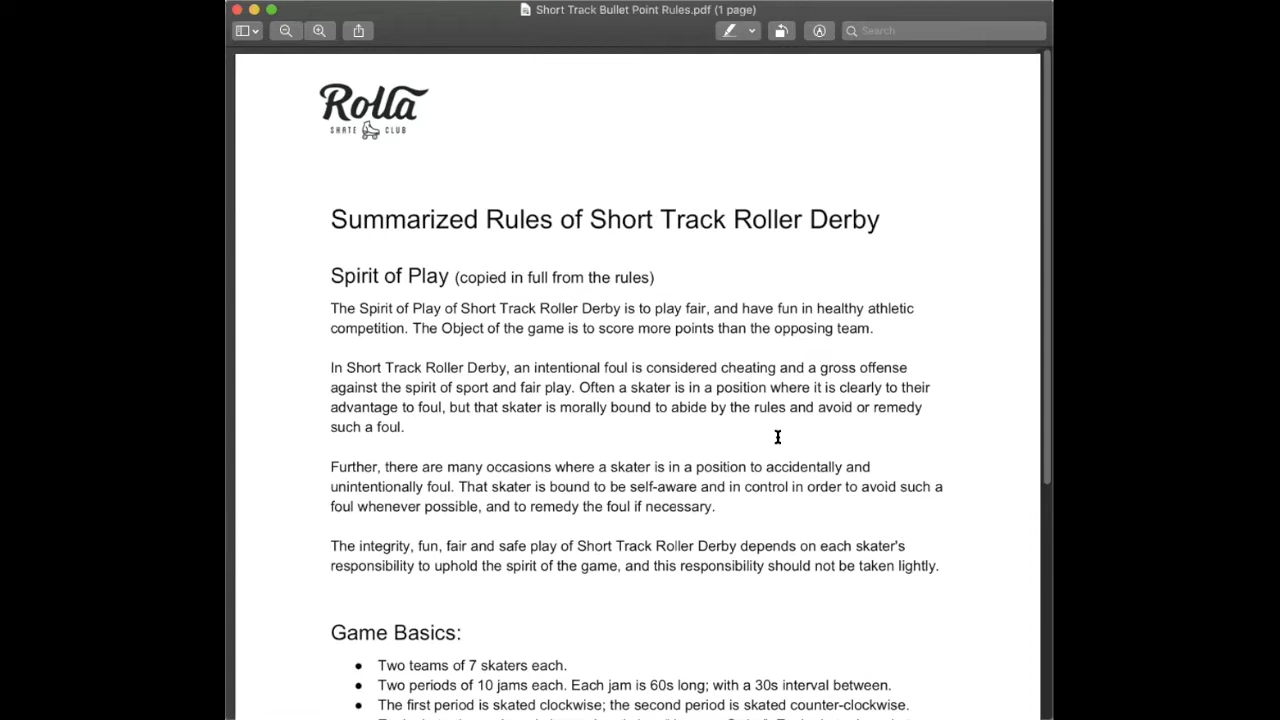 Short Track Bullet Point Rules.pdf (1 page)
Search
Rolla
SKATE CLUB
Summarized Rules of Short Track Roller Derby
Spirit of Play (copied in full from the rules)
The Spirit of Play of Short Track Roller Derby is to play fair, and have fun in healthy athletic
competition. The Object of the game is to score more points than the opposing team.
In Short Track Roller Derby, an intentional foul is considered cheating and a gross offense
against the spirit of sport and fair play. Often a skater is in a position where it is clearly to their
advantage to foul, but that skater is morally bound to abide by the rules and avoid or remedy
such a foul.
Further, there are many occasions where a skater is in a position to accidentally and
unintentionally foul. That skater is bound to be self-aware and in control in order to avoid such a
foul whenever possible, and to remedy the foul if necessary.
The integrity, fun, fair and safe play of Short Track Roller Derby depends on each skater's
responsibility to uphold the spirit of the game, and this responsibility should not be taken lightly.
Game Basics:
● Two teams of 7 skaters each.
● Two periods of 10 jams each. Each jam is 60s long; with a 30s interval between.
● The first period is skated clockwise; the second period is skated counter-clockwise.